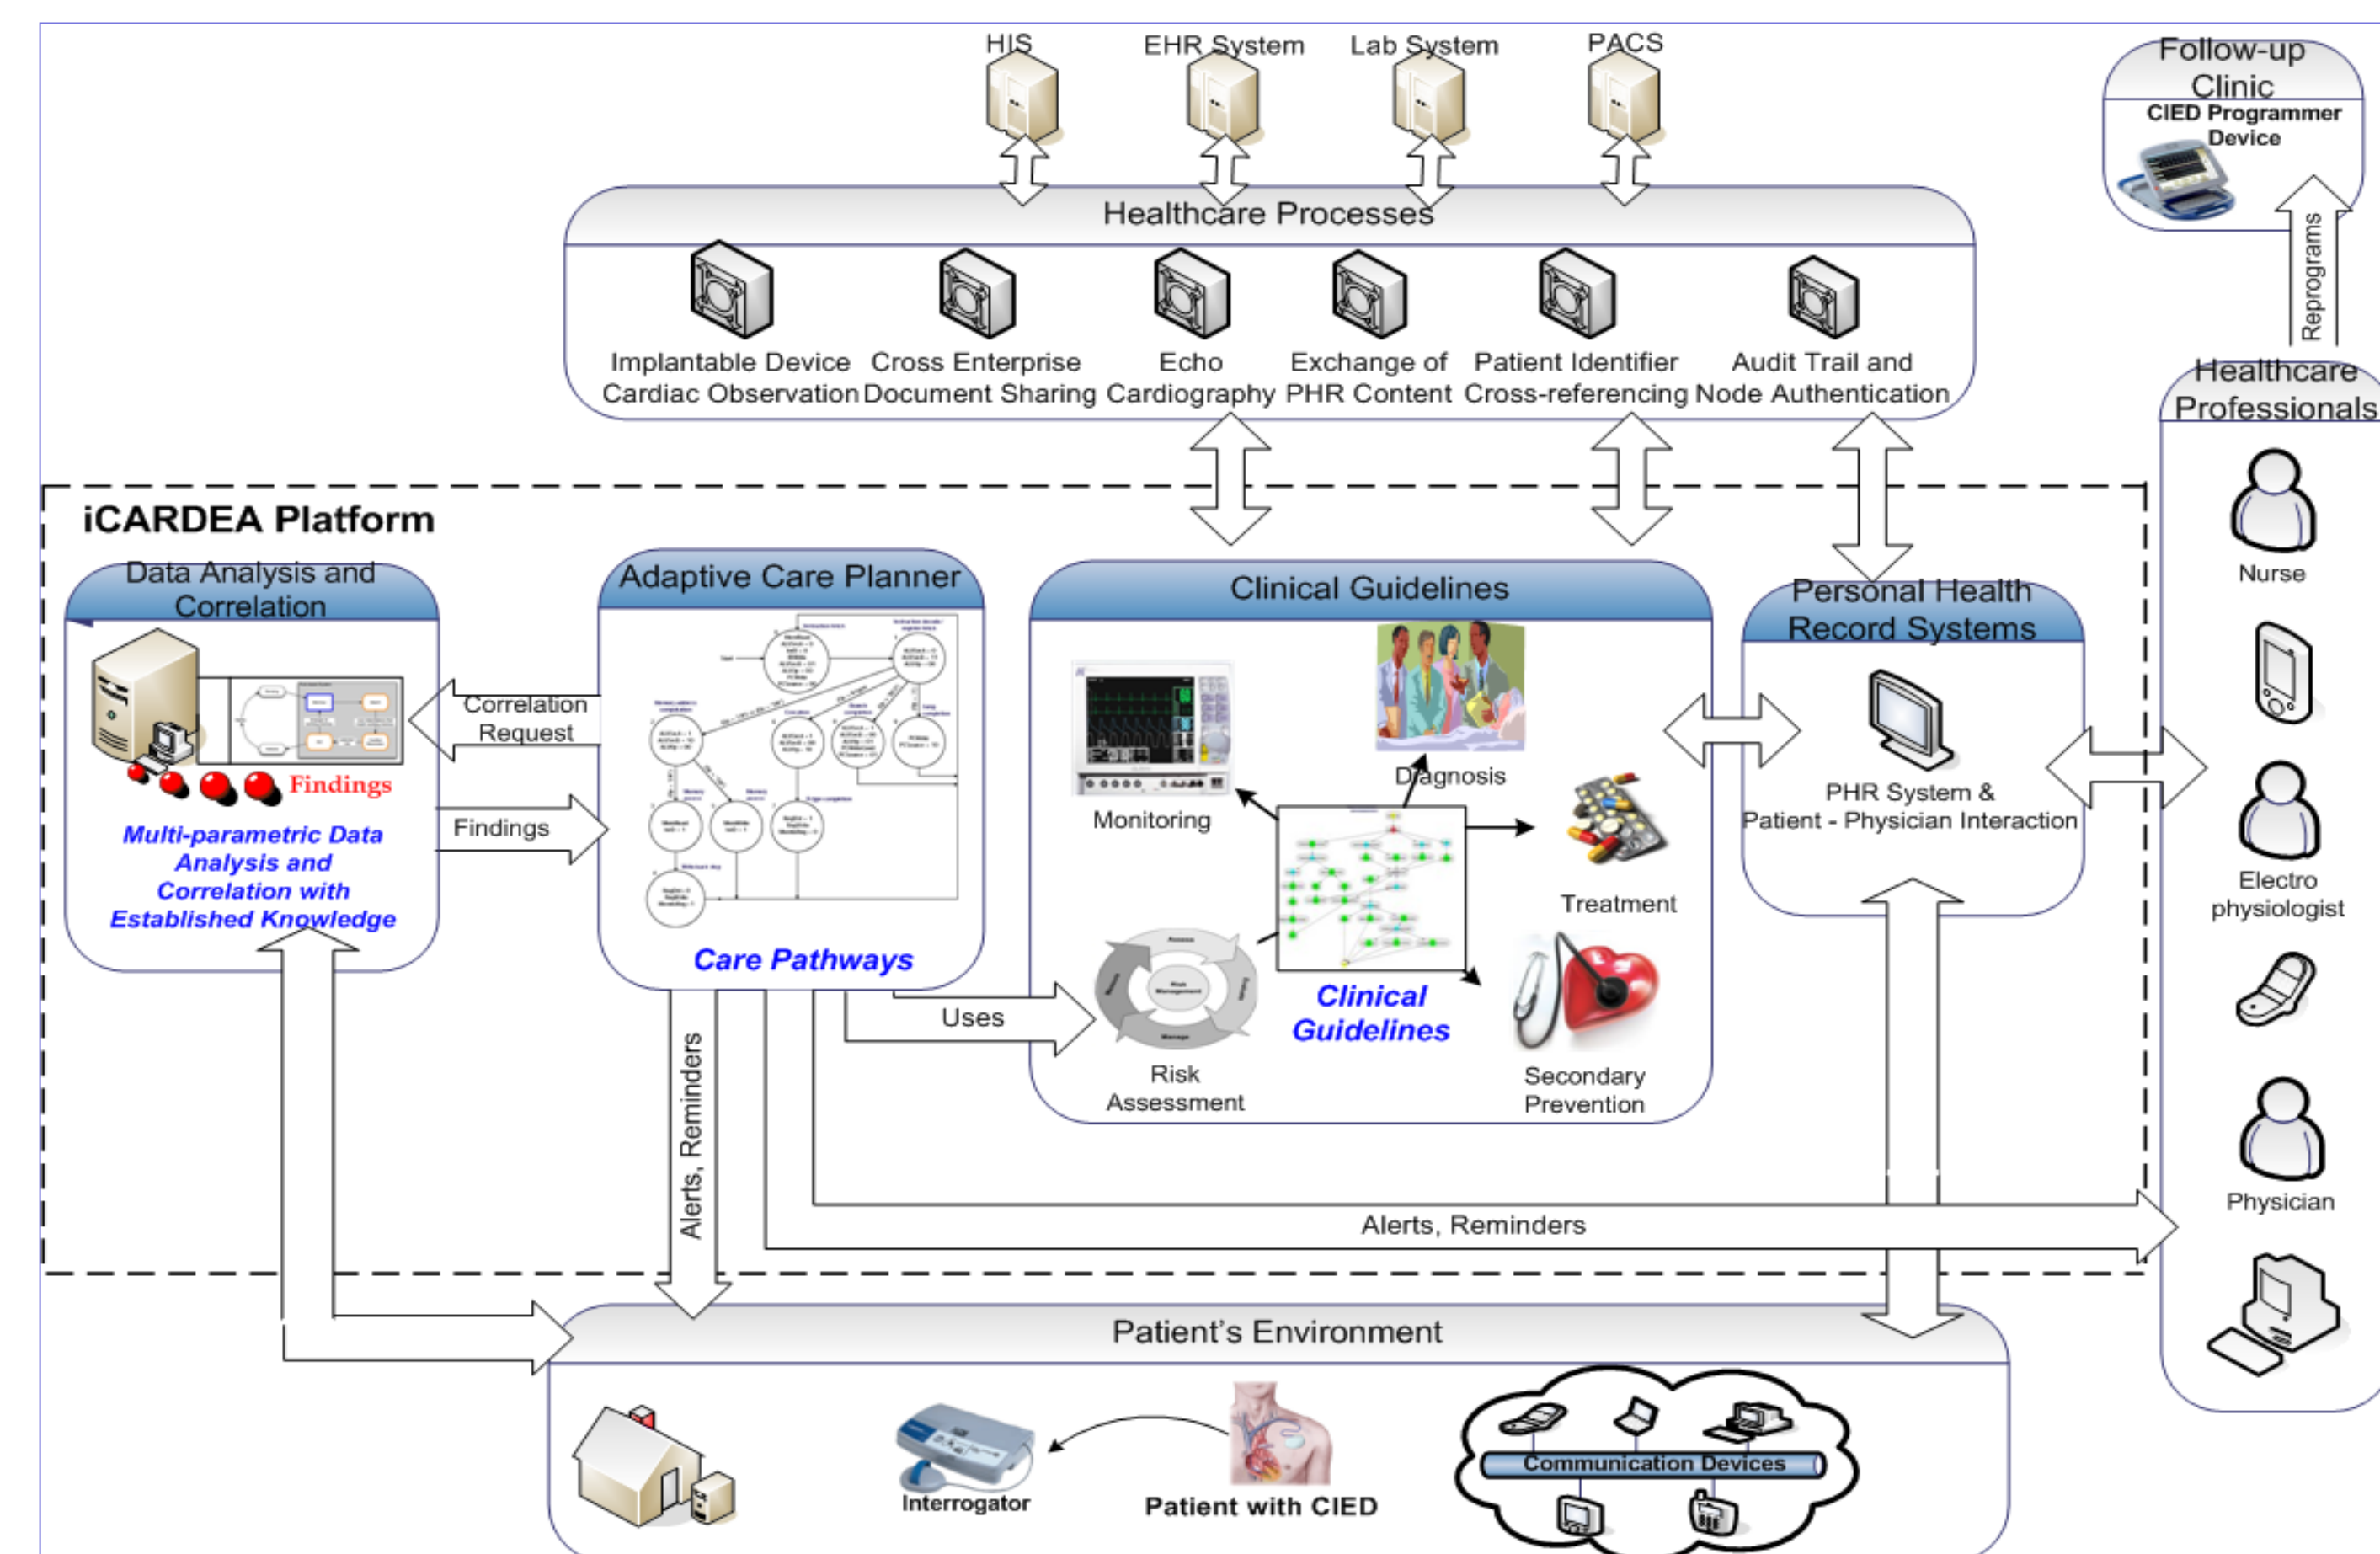 HIS
EHR System
Lab System
PACS
Follow-up
Clinic
CIED Programmer
Device
Reprograms
Healthcare Processes
Implantable Device
Cardiac Observation
Cross Enterprise
Document Sharing
Echo
Cardiography
Exchange of
PHR Content
Patient Identifier
Cross-referencing
Audit Trail and
Node Authentication
Healthcare
Professionals
Nurse
Electro
physiologist
Physician
iCARDEA Platform
Data Analysis and
Correlation
Findings
Multi-parametric Data
Analysis and
Correlation with
Established Knowledge
Correlation
Request
Findings
Adaptive Care Planner
Care Pathways
Uses
Clinical Guidelines
Monitoring
Diagnosis
Treatment
Clinical
Guidelines
Risk
Management
Assess
Manage
Risk
Assessment
Secondary
Prevention
Personal Health
Record Systems
PHR System &
Patient - Physician Interaction
Alerts, Reminders
Alerts, Reminders
Patient's Environment
Interrogator
Patient with CIED
Communication Devices